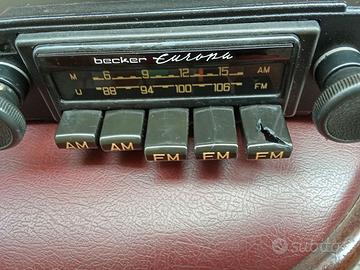 becker europa
M 6 9 12 15 AM
U 88 94 100 106 FM
AM AM FM FM FM
subito